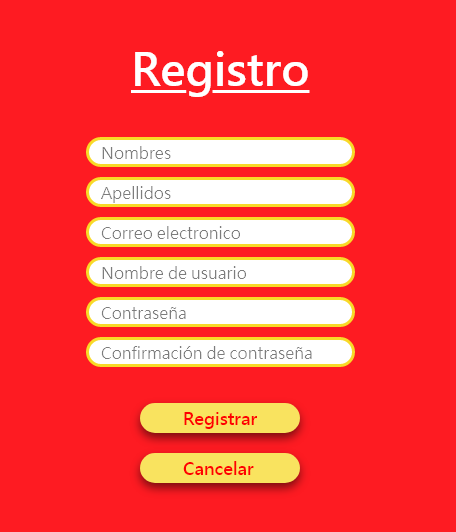 Registro
Nombres
Apellidos
Correo electronico
Nombre de usuario
Contraseña
Confirmación de contraseña
Registrar
Cancelar